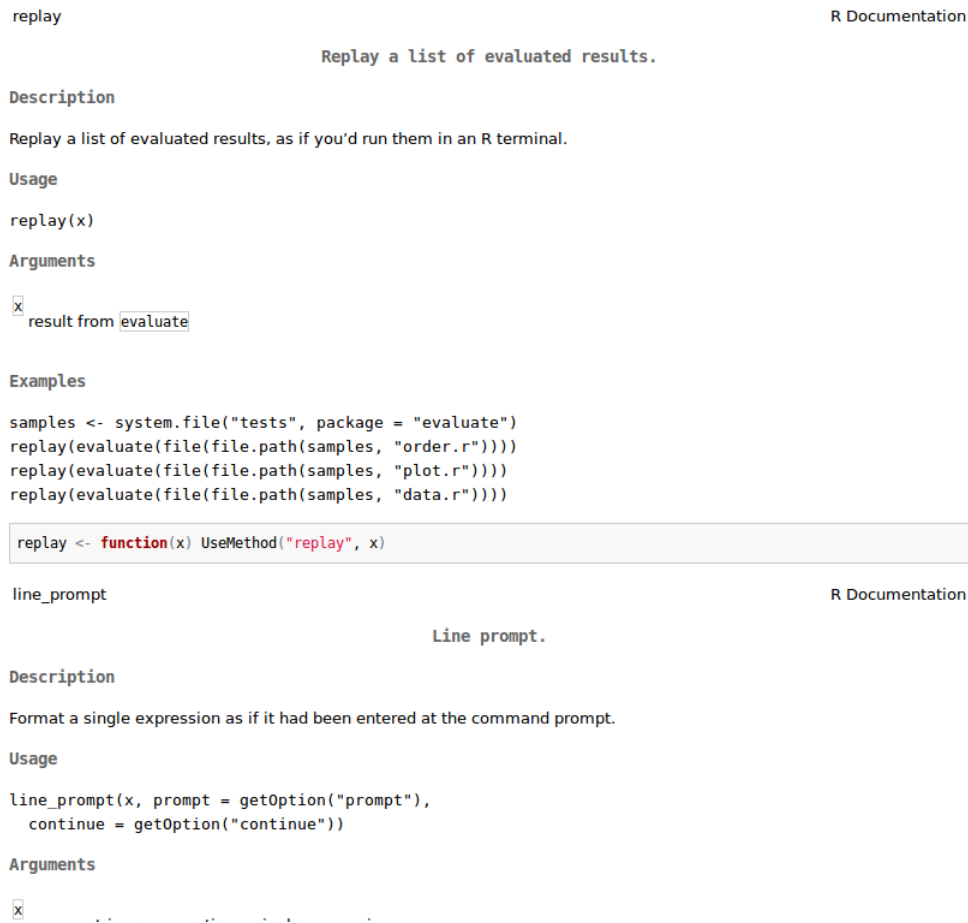 replay R Documentation
Replay a list of evaluated results.
Description
Replay a list of evaluated results, as if you’d run them in an R terminal.
Usage
replay(x)
Arguments
x
result from evaluate
Examples
samples <- system.file("tests", package = "evaluate")
replay(evaluate(file(file.path(samples, "order.r"))))
replay(evaluate(file(file.path(samples, "plot.r"))))
replay(evaluate(file(file.path(samples, "data.r"))))
replay <- function(x) UseMethod("replay", x)
line_prompt R Documentation
Line prompt.
Description
Format a single expression as if it had been entered at the command prompt.
Usage
line_prompt(x, prompt = getOption("prompt"),
continue = getOption("continue"))
Arguments
x